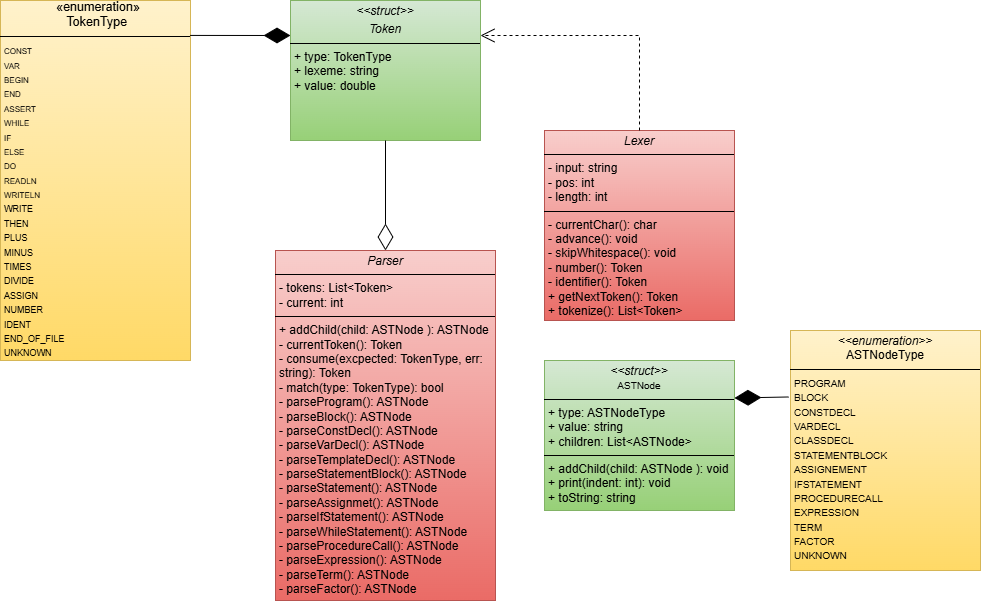 «enumeration»
TokenType
CONST
VAR
BEGIN
END
ASSERT
WHILE
IF
ELSE
DO
READLN
WRITELN
WRITE
THEN
PLUS
MINUS
TIMES
DIVIDE
ASSIGN
NUMBER
IDENT
END_OF_FILE
UNKNOWN
<<struct>>
Token
+ type: TokenType
+ lexeme: string
+ value: double
Lexer
- input: string
- pos: int
- length: int
- currentChar(): char
- advance(): void
- skipWhitespace(): void
- number(): Token
- identifier(): Token
+ getNextToken(): Token
+ tokenize(): List<Token>
Parser
- tokens: List<Token>
- current: int
+ addChild(child: ASTNode ): ASTNode
- currentToken(): Token
- consume(excpected: TokenType, err:
string): Token
- match(type: TokenType): bool
- parseProgram(): ASTNode
- parseBlock(): ASTNode
- parseConstDecl(): ASTNode
- parseVarDecl(): ASTNode
- parseTemplateDecl(): ASTNode
- parseStatementBlock(): ASTNode
- parseStatement(): ASTNode
- parseAssignmet(): ASTNode
- parseIfStatement(): ASTNode
- parseWhileStatement(): ASTNode
- parseProcedureCall(): ASTNode
- parseExpression(): ASTNode
- parseTerm(): ASTNode
- parseFactor(): ASTNode
<<struct>>
ASTNode
+ type: ASTNodeType
+ value: string
+ children: List<ASTNode>
+ addChild(child: ASTNode ): void
+ print(indent: int): void
+ toString: string
<<enumeration>>
ASTNodeType
PROGRAM
BLOCK
CONSTDECL
VARDECL
CLASSDECL
STATEMENTBLOCK
ASSIGNEMENT
IFSTATEMENT
PROCEDURECALL
EXPRESSION
TERM
FACTOR
UNKNOWN